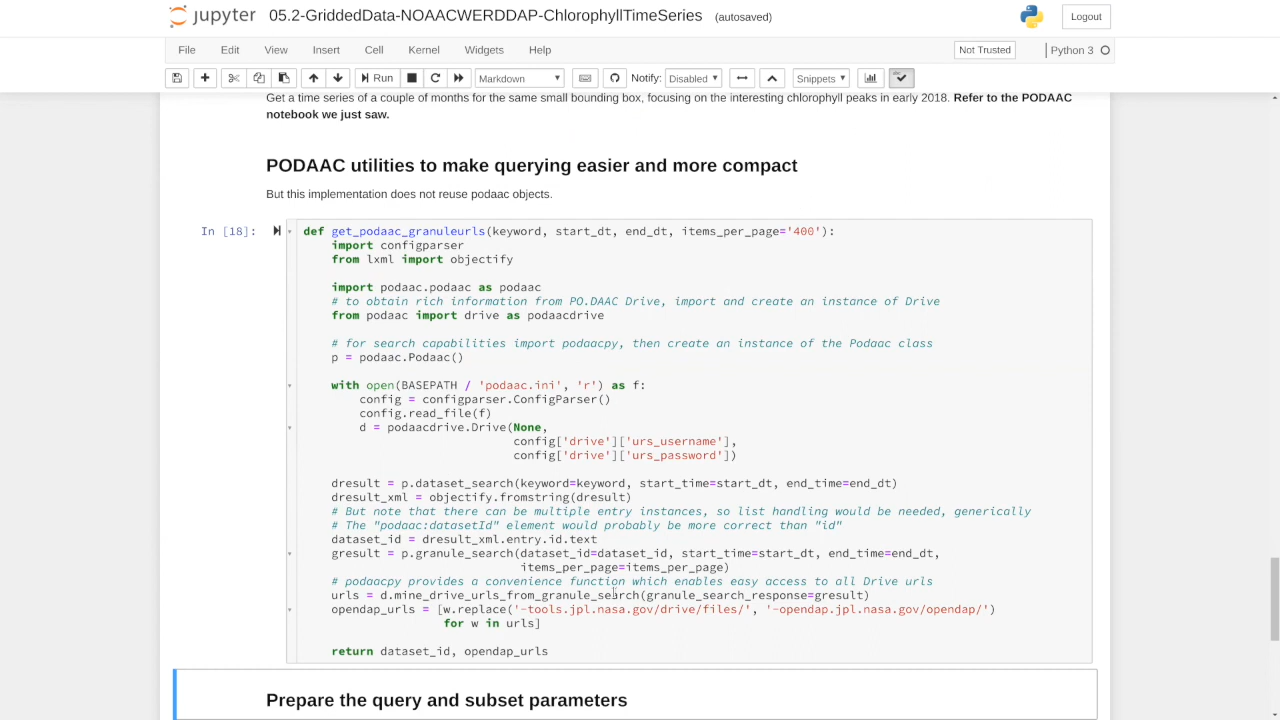 jupyter 05.2-GriddedData-NOAACWERDDAP-ChlorophyllTimeSeries (autosaved) Logout
File Edit View Insert Cell Kernel Widgets Help Not Trusted Python 3
Run Markdown Notify: Disabled Snippets
Get a time series of a couple of months for the same small bounding box, focusing on the interesting chlorophyll peaks in early 2018. Refer to the PODAAC
notebook we just saw.
PODAAC utilities to make querying easier and more compact
But this implementation does not reuse podaac objects.
In [18]: def get_podaac_granuleurls(keyword, start_dt, end_dt, items_per_page='400'):
import configparser
from lxml import objectify
import podaac.podaac as podaac
# to obtain rich information from PO.DAAC Drive, import and create an instance of Drive
from podaac import drive as podaacdrive
# for search capabilities import podaacpy, then create an instance of the Podaac class
p = podaac.Podaac()
with open(BASEPATH / 'podaac.ini', 'r') as f:
config = configparser.ConfigParser()
config.read_file(f)
d = podaacdrive.Drive(None,
config['drive']['urs_username'],
config['drive']['urs_password'])
dresult = p.dataset_search(keyword=keyword, start_time=start_dt, end_time=end_dt)
dresult_xml = objectify.fromstring(dresult)
# But note that there can be multiple entry instances, so list handling would be needed, generically
# The "podaac:datasetId" element would probably be more correct than "id"
dataset_id = dresult_xml.entry.id.text
gresult = p.granule_search(dataset_id=dataset_id, start_time=start_dt, end_time=end_dt,
items_per_page=items_per_page)
# podaacpy provides a convenience function which enables easy access to all Drive urls
urls = d.mine_drive_urls_from_granule_search(granule_search_response=gresult)
opendap_urls = [w.replace('-tools.jpl.nasa.gov/drive/files/', '-opendap.jpl.nasa.gov/opendap/')
for w in urls]
return dataset_id, opendap_urls
Prepare the query and subset parameters